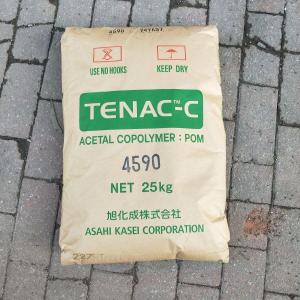 4590
USE NO HOOKS
KEEP DRY
TENAC™-C
ACETAL COPOLYMER : POM
4590
NET 25kg
旭化成株式会社
ASAHI KASEI CORPORATION